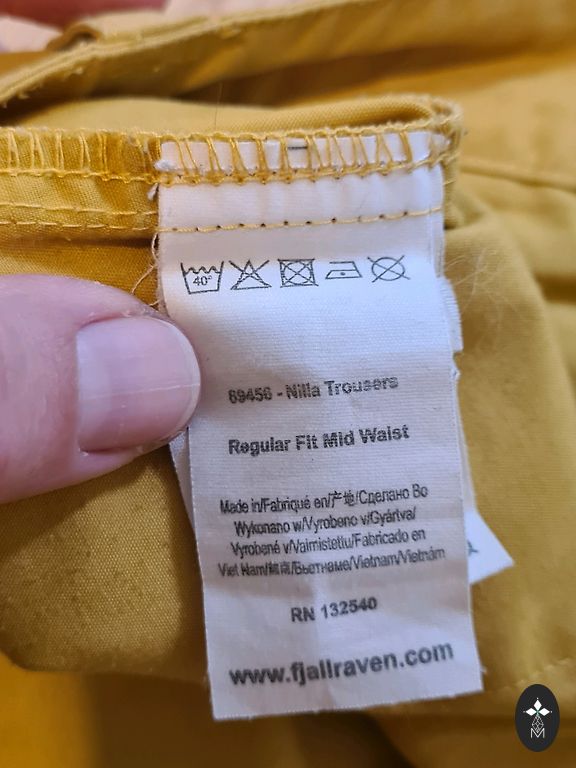 40°
69456 - Nilla Trousers
Regular Fit Mid Waist
Made in/Fabriqué en/产地/Сделано Во
Wykonano w/Vyrobeno v/Gyártva/
Vyrobené v/Valmistettu/Fabricado en
Viet Nam/越南/Вьетнаме/Vietnam/Vietnám
RN 132540
www.fjallraven.com
M